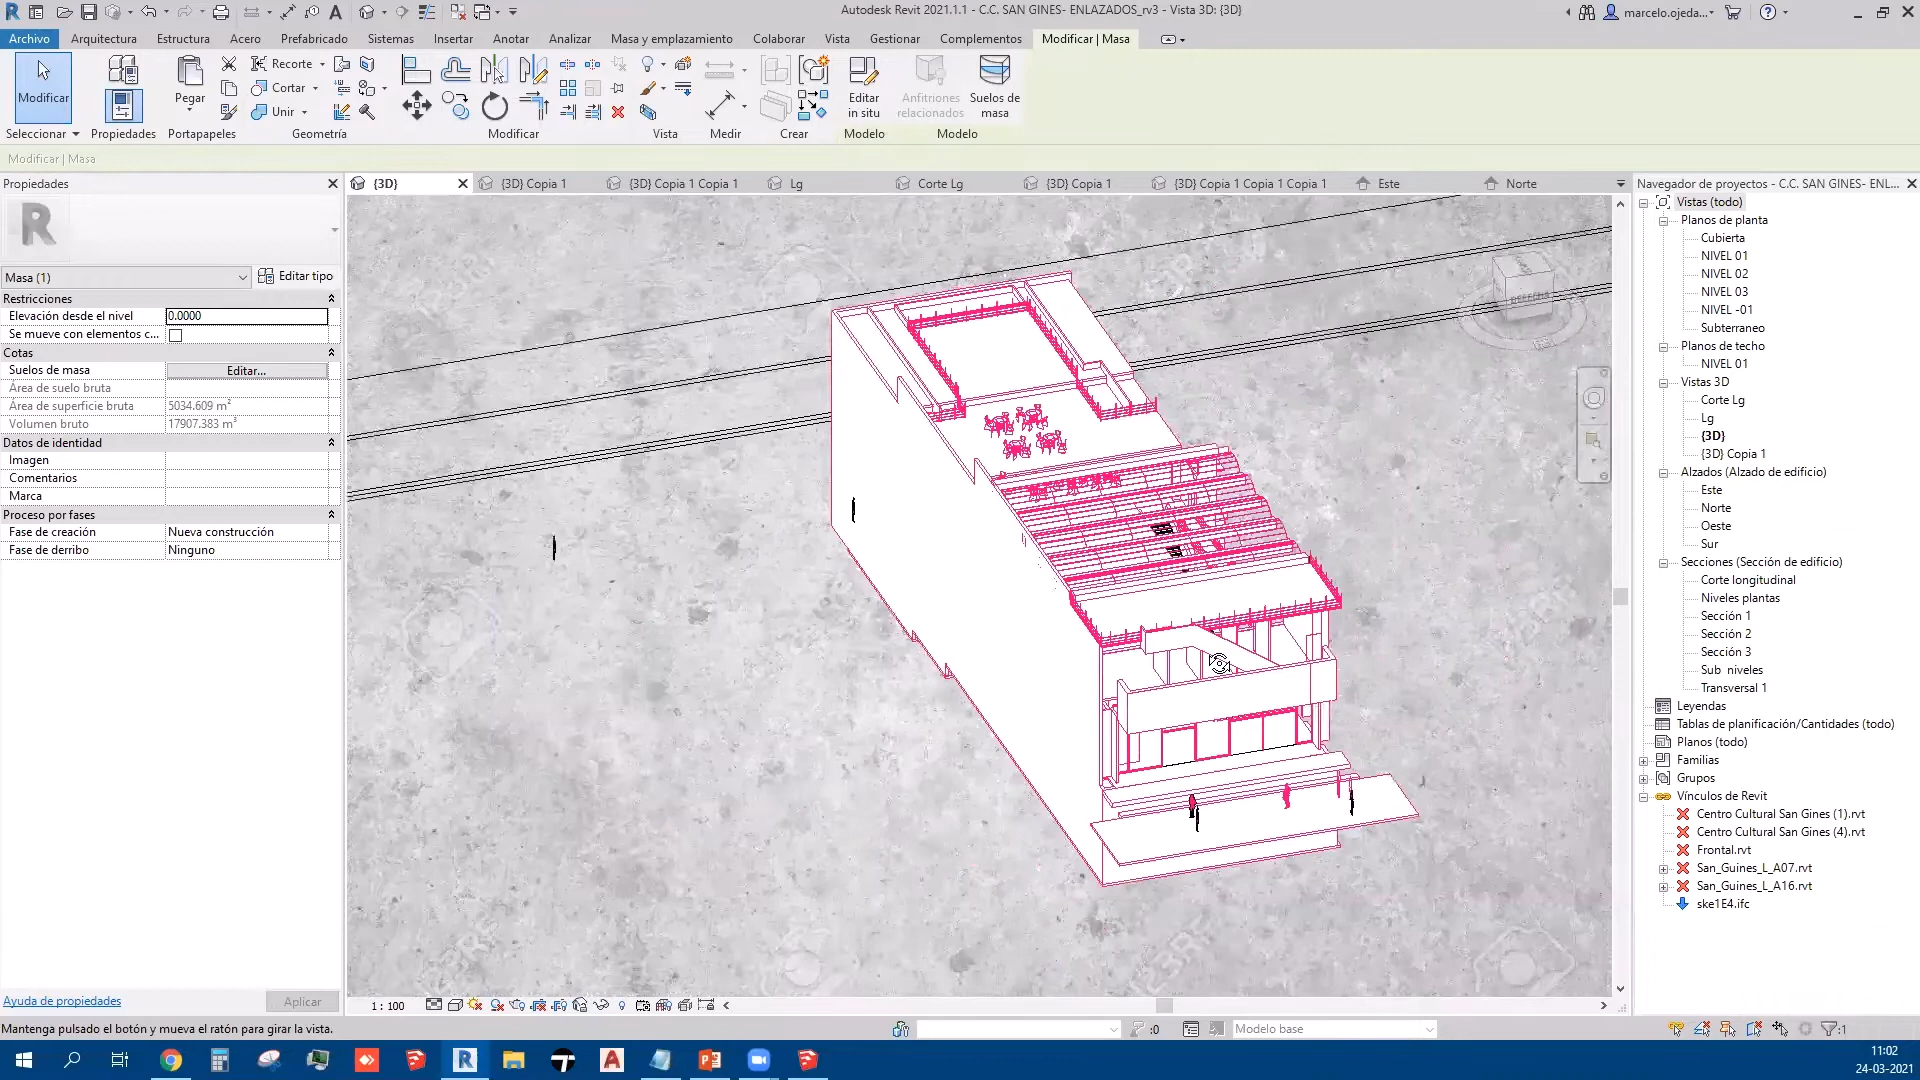 Autodesk Revit 2021.1.1 - C.C. SAN GINES- ENLAZADOS_rv3 - Vista 3D: {3D}
marcelo.ojeda...
Archivo
Arquitectura
Estructura
Acero
Prefabricado
Sistemas
Insertar
Anotar
Analizar
Masa y emplazamiento
Colaborar
Vista
Gestionar
Complementos
Modificar | Masa
Modificar
Pegar
Recorte
Cortar
Unir
Editar
in situ
Anfitriones
relacionados
Suelos de
masa
Seleccionar
Propiedades
Portapapeles
Geometría
Modificar
Vista
Medir
Crear
Modelo
Modelo
Modificar | Masa
Propiedades
{3D}
{3D} Copia 1
{3D} Copia 1 Copia 1
Lg
Corte Lg
{3D} Copia 1
{3D} Copia 1 Copia 1 Copia 1
Este
Norte
Masa (1)
Editar tipo
Restricciones
Elevación desde el nivel
0.0000
Se mueve con elementos c...
Cotas
Suelos de masa
Editar...
Área de suelo bruta
Área de superficie bruta
5034.609 m²
Volumen bruto
17907.383 m³
Datos de identidad
Imagen
Comentarios
Marca
Proceso por fases
Fase de creación
Nueva construcción
Fase de derribo
Ninguno
Ayuda de propiedades
Aplicar
Navegador de proyectos - C.C. SAN GINES- ENL...
Vistas (todo)
Planos de planta
Cubierta
NIVEL 01
NIVEL 02
NIVEL 03
NIVEL -01
Subterraneo
Planos de techo
NIVEL 01
Vistas 3D
Corte Lg
Lg
{3D}
{3D} Copia 1
Alzados (Alzado de edificio)
Este
Norte
Oeste
Sur
Secciones (Sección de edificio)
Corte longitudinal
Niveles plantas
Sección 1
Sección 2
Sección 3
Sub niveles
Transversal 1
Leyendas
Tablas de planificación/Cantidades (todo)
Planos (todo)
Familias
Grupos
Vínculos de Revit
Centro Cultural San Gines (1).rvt
Centro Cultural San Gines (4).rvt
Frontal.rvt
San_Guines_L_A07.rvt
San_Guines_L_A16.rvt
ske1E4.ifc
1 : 100
Mantenga pulsado el botón y mueva el ratón para girar la vista.
:0
Modelo base
:1
11:02
24-03-2021